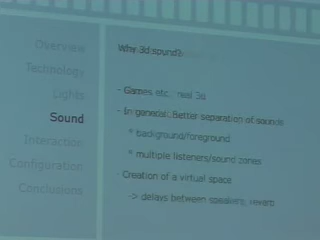 Overview
Technology
Lights
Sound
Interaction
Configuration
Conclusions
Why 3d sound?
- Games etc.: real 3d
- In general: Better separation of sounds
* background/foreground
* multiple listeners/sound zones
- Creation of a virtual space
-> delays between speakers, reverb